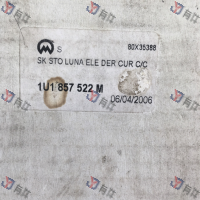 S 80X35388
SK STO LUNA ELE DER CUR C/C
1U1 857 522 M
06/04/2006